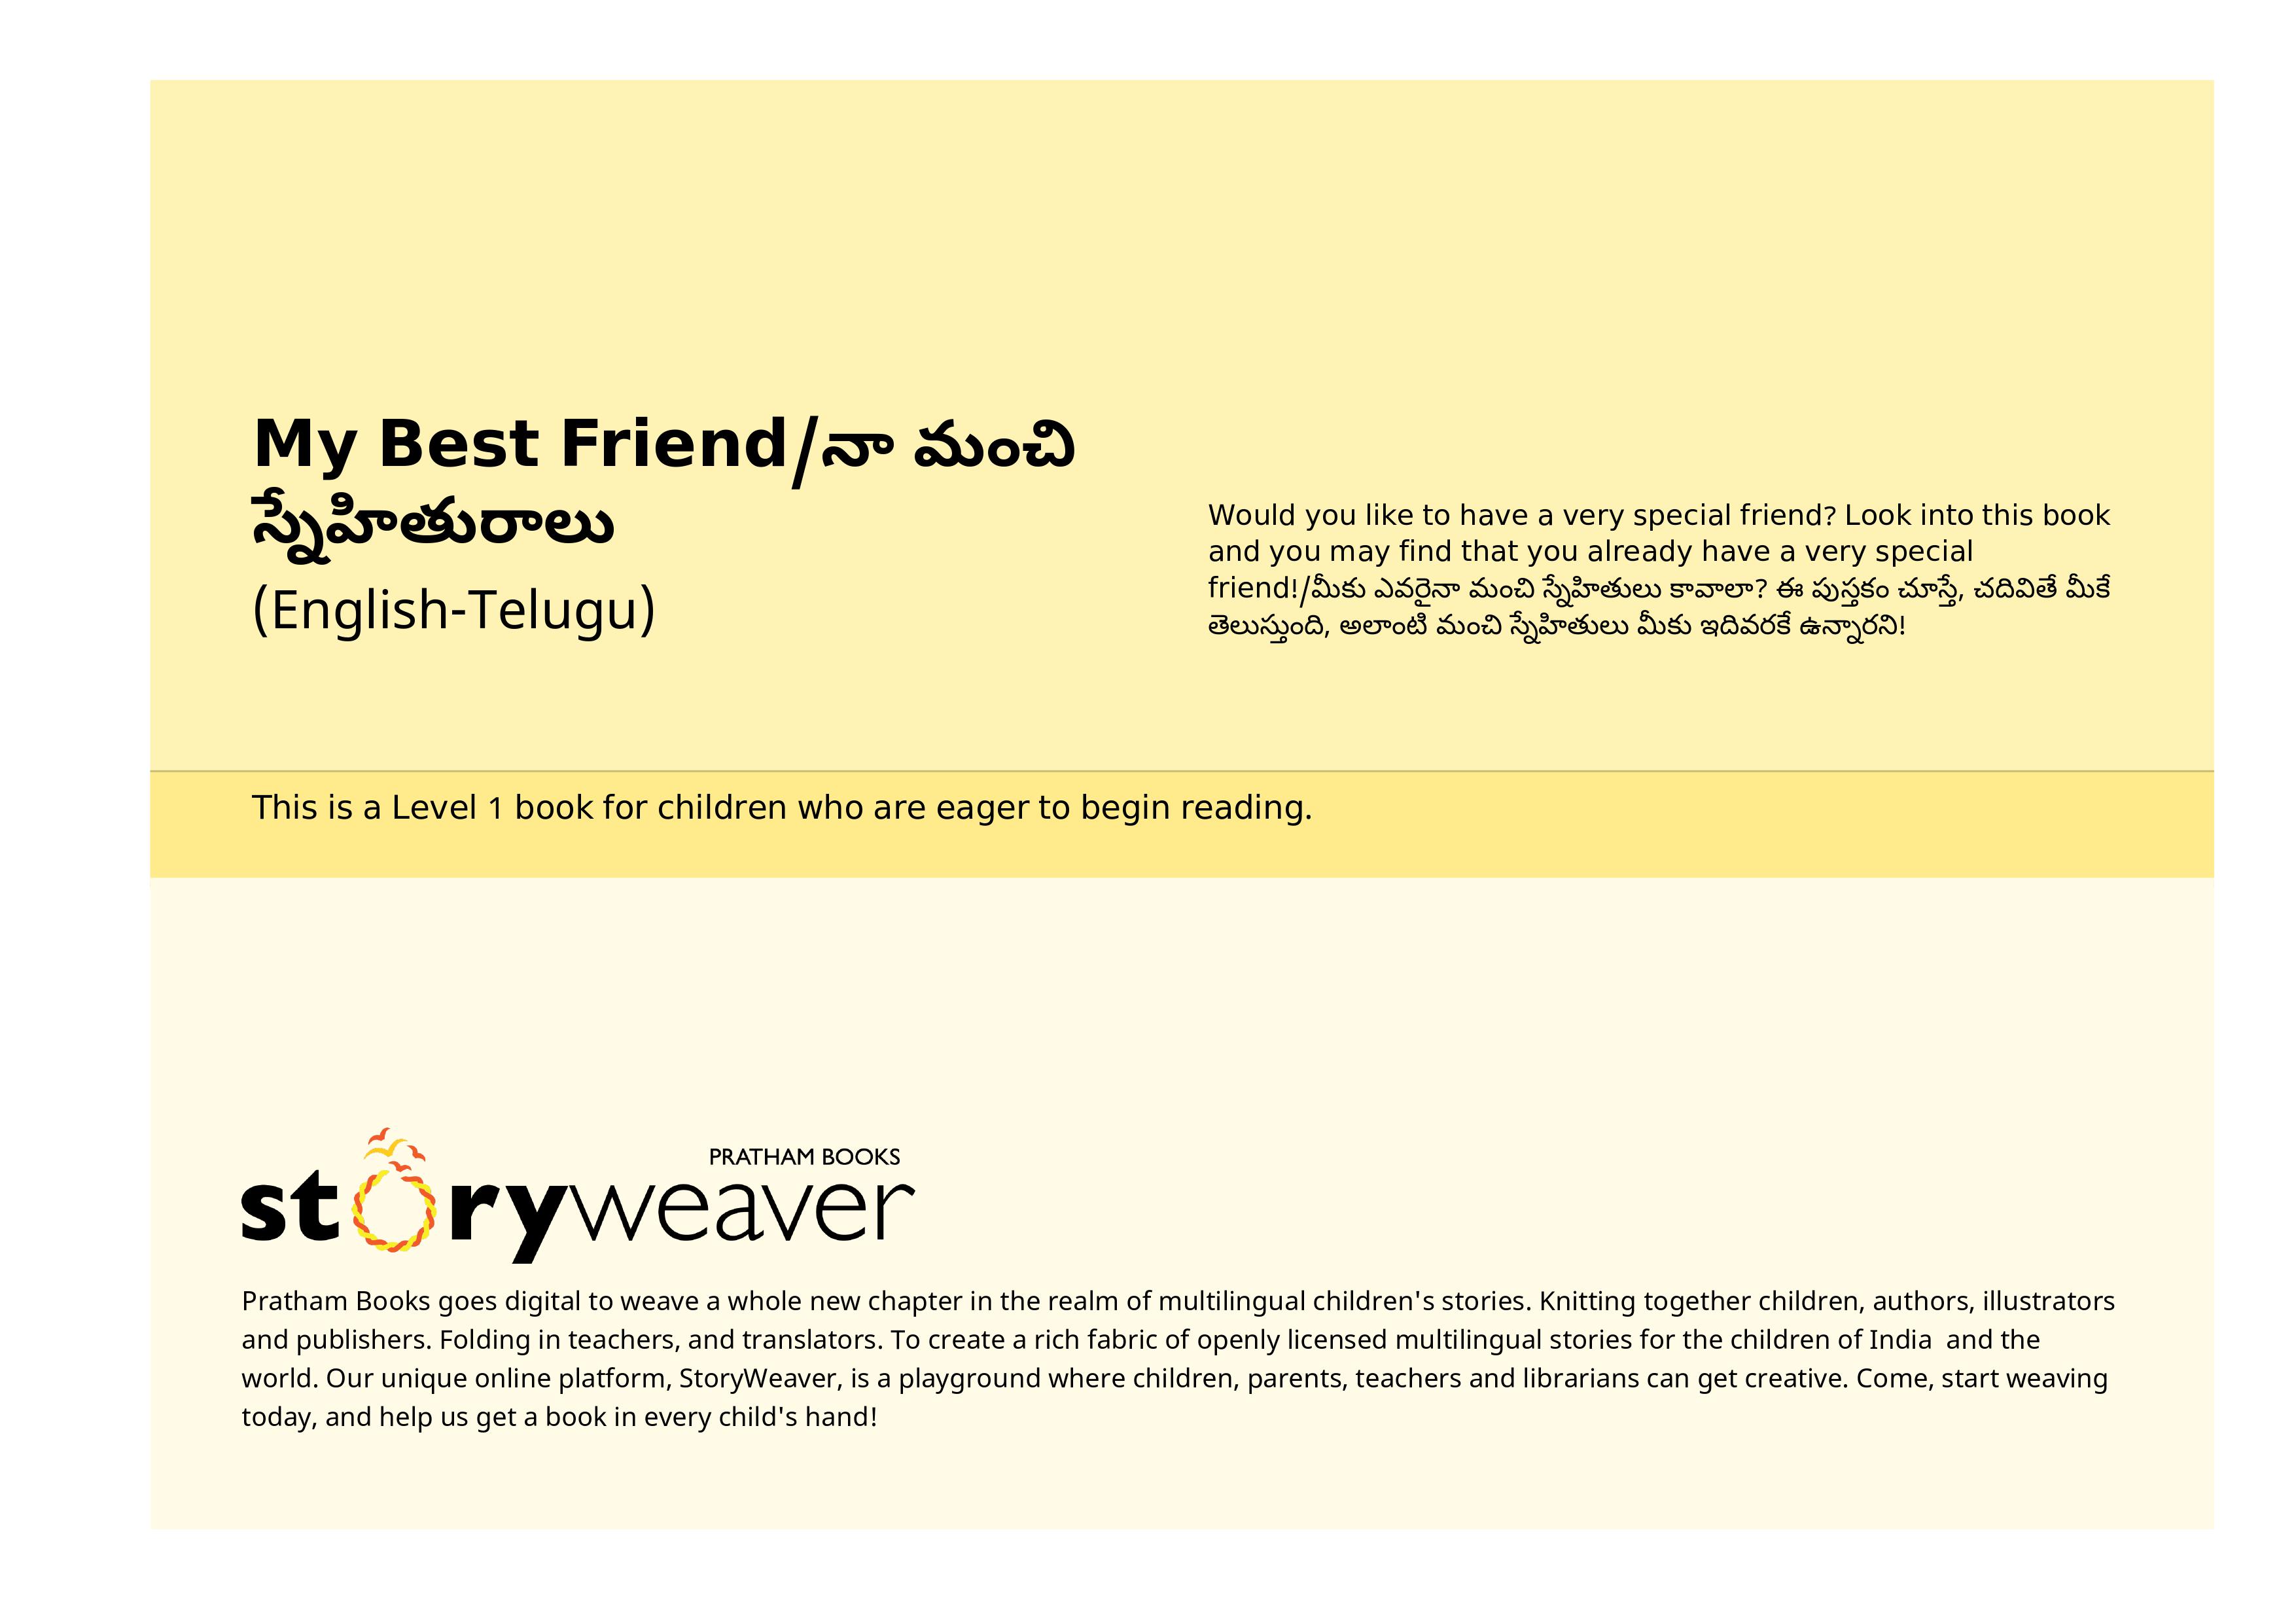 My Best Friend/నా మంచి
స్నేహితురాలు
(English-Telugu)
Would you like to have a very special friend? Look into this book
and you may find that you already have a very special
friend!/మీకు ఎవరైనా మంచి స్నేహితులు కావాలా? ఈ పుస్తకం చూస్తే, చదివితే మీకే
తెలుస్తుంది, అలాంటి మంచి స్నేహితులు మీకు ఇదివరకే ఉన్నారని!
This is a Level 1 book for children who are eager to begin reading.
PRATHAM BOOKS
storyweaver
Pratham Books goes digital to weave a whole new chapter in the realm of multilingual children's stories. Knitting together children, authors, illustrators
and publishers. Folding in teachers, and translators. To create a rich fabric of openly licensed multilingual stories for the children of India  and the
world. Our unique online platform, StoryWeaver, is a playground where children, parents, teachers and librarians can get creative. Come, start weaving
today, and help us get a book in every child's hand!